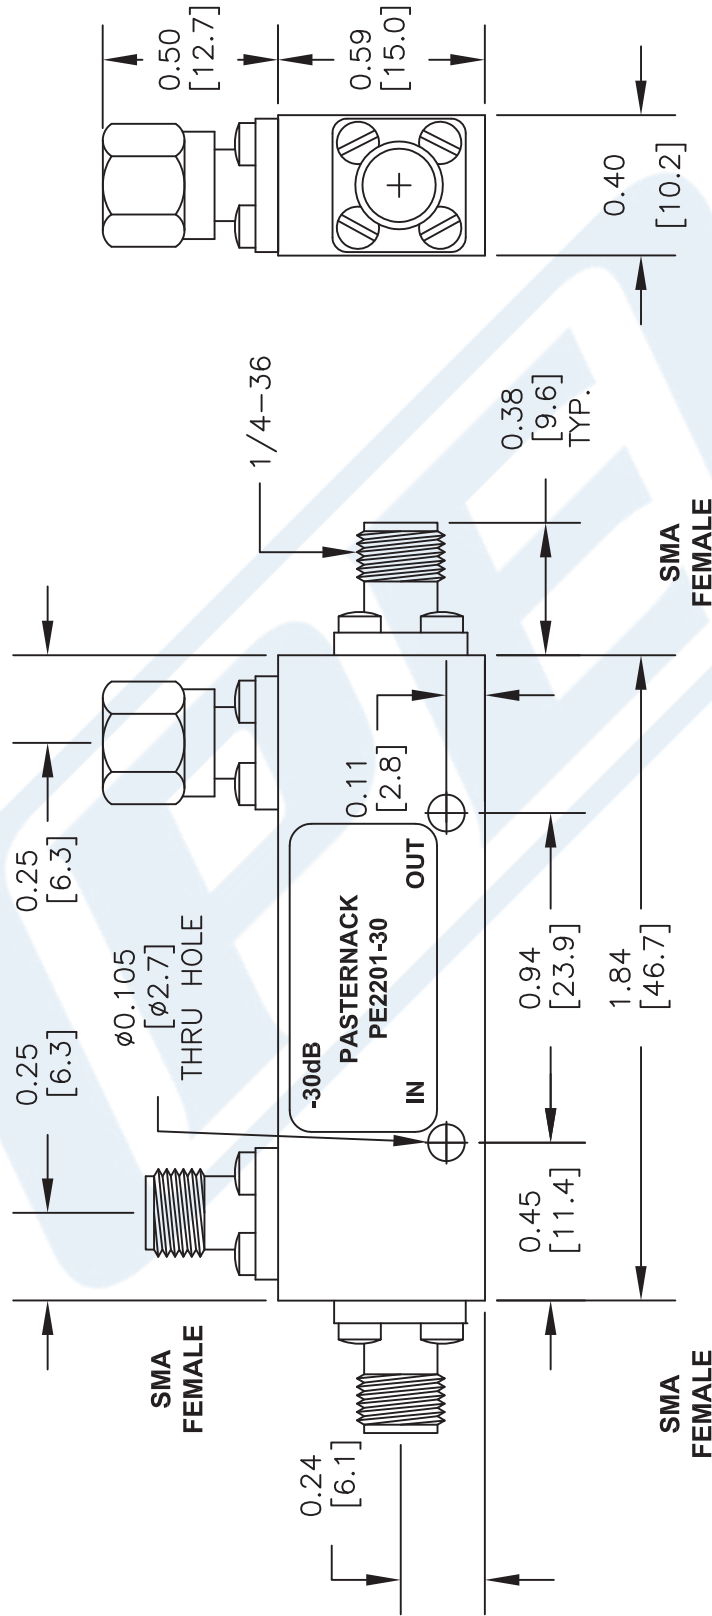 0.50
[12.7]
0.59
[15.0]
0.40
[10.2]
1/4-36
0.38
[9.6]
TYP.
SMA
FEMALE
0.25
[6.3]
0.11
[2.8]
ø0.105
[ø2.7]
THRU HOLE
0.25
[6.3]
-30dB
PASTERNACK
PE2201-30
IN
OUT
0.94
[23.9]
1.84
[46.7]
0.45
[11.4]
SMA
FEMALE
0.24
[6.1]
SMA
FEMALE
PE